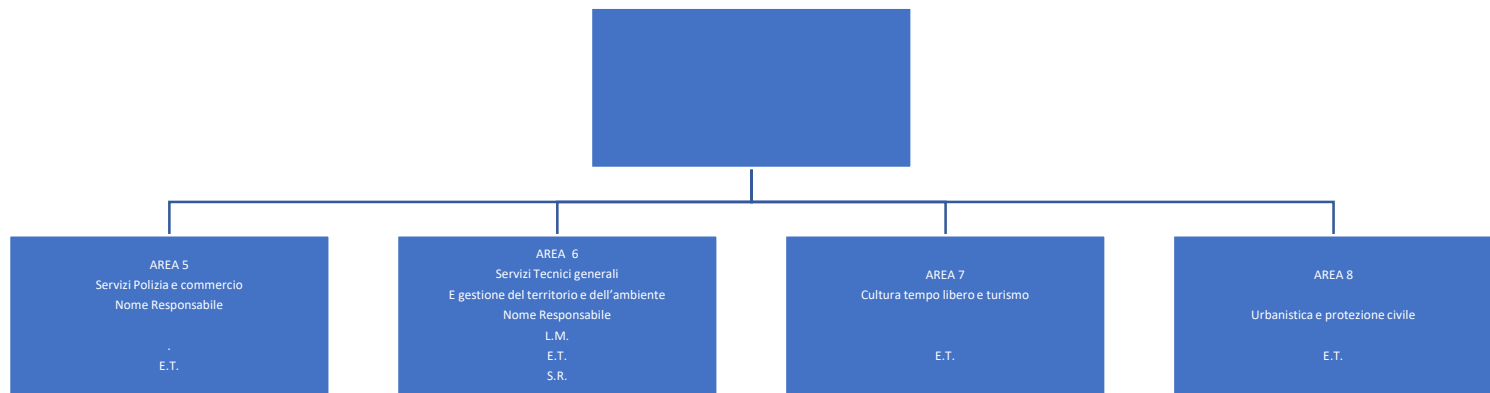 AREA 5
Servizi Polizia e commercio
Nome Responsabile
.
E.T.
AREA 6
Servizi Tecnici generali
E gestione del territorio e dell’ambiente
Nome Responsabile
L.M.
E.T.
S.R.
AREA 7
Cultura tempo libero e turismo
E.T.
AREA 8
Urbanistica e protezione civile
E.T.